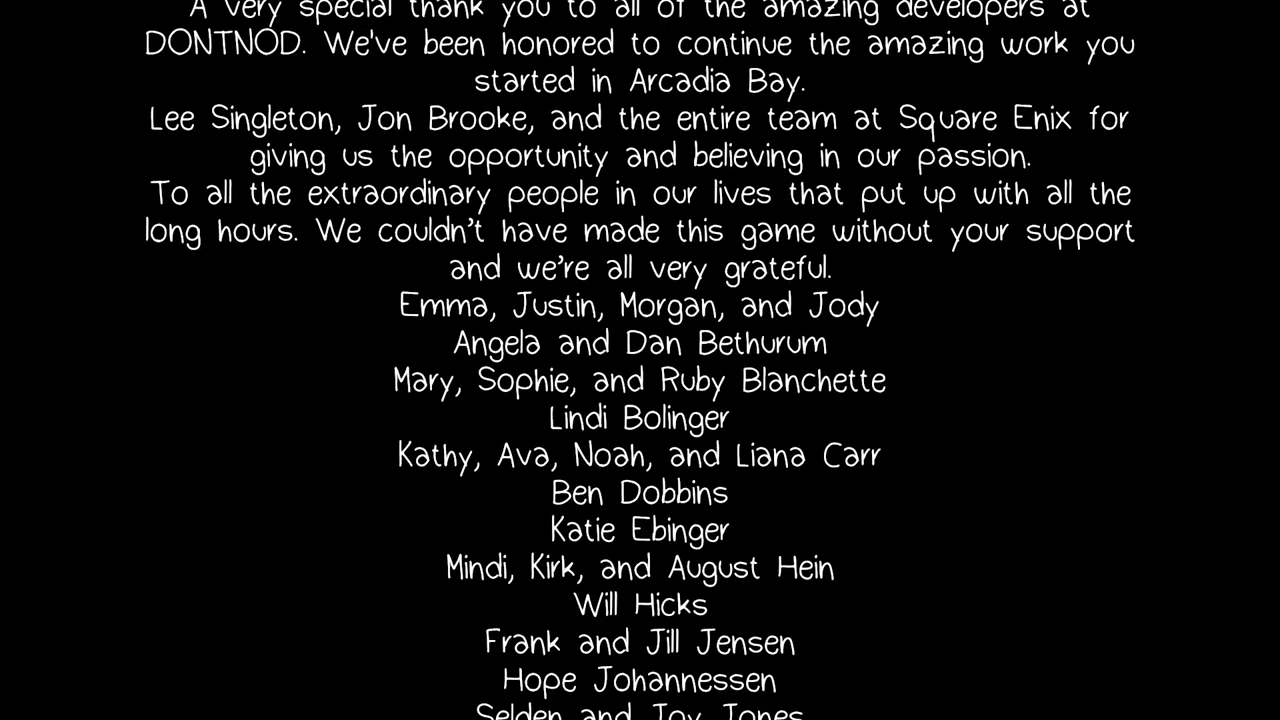 A very special thank you to all of the amazing developers at
DONTNOD. We've been honored to continue the amazing work you
started in Arcadia Bay.
Lee Singleton, Jon Brooke, and the entire team at Square Enix for
giving us the opportunity and believing in our passion.
To all the extraordinary people in our lives that put up with all the
long hours. We couldn’t have made this game without your support
and we’re all very grateful.
Emma, Justin, Morgan, and Jody
Angela and Dan Bethurum
Mary, Sophie, and Ruby Blanchette
Lindi Bolinger
Kathy, Ava, Noah, and Liana Carr
Ben Dobbins
Katie Ebinger
Mindi, Kirk, and August Hein
Will Hicks
Frank and Jill Jensen
Hope Johannessen
Selden and Joy Jones